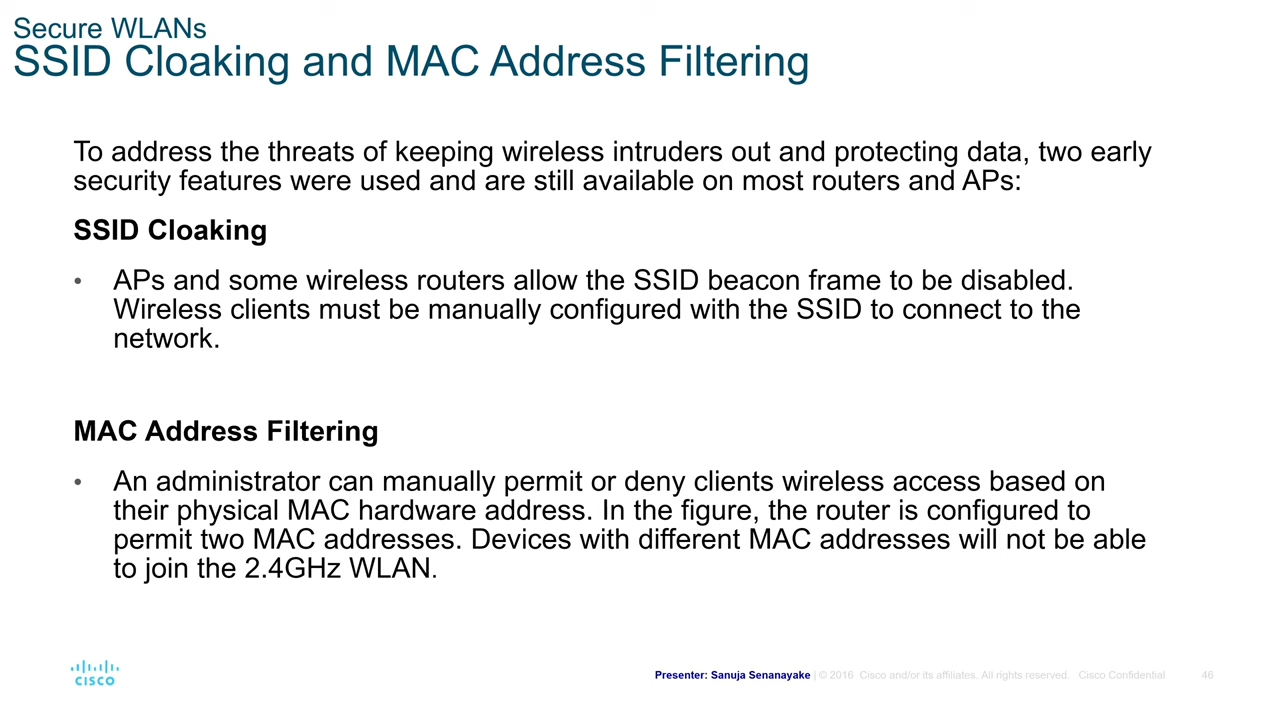 Secure WLANs
SSID Cloaking and MAC Address Filtering
To address the threats of keeping wireless intruders out and protecting data, two early
security features were used and are still available on most routers and APs:
SSID Cloaking
• APs and some wireless routers allow the SSID beacon frame to be disabled.
Wireless clients must be manually configured with the SSID to connect to the
network.
MAC Address Filtering
• An administrator can manually permit or deny clients wireless access based on
their physical MAC hardware address. In the figure, the router is configured to
permit two MAC addresses. Devices with different MAC addresses will not be able
to join the 2.4GHz WLAN.
CISCO
Presenter: Sanuja Senanayake | © 2016 Cisco and/or its affiliates. All rights reserved. Cisco Confidential 46